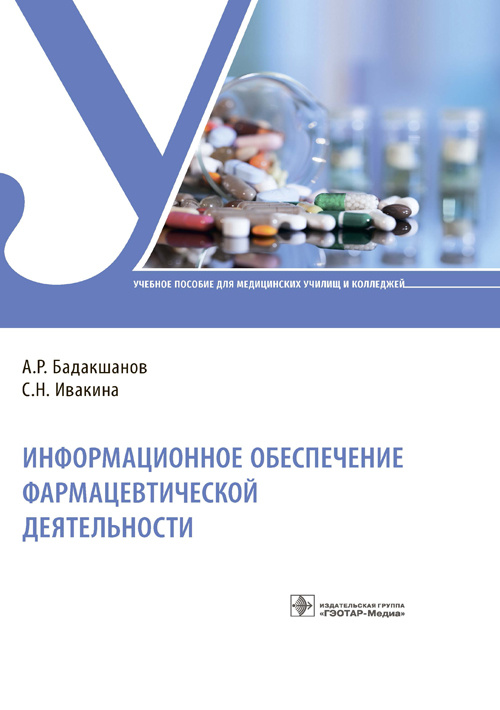 У
УЧЕБНОЕ ПОСОБИЕ ДЛЯ МЕДИЦИНСКИХ УЧИЛИЩ И КОЛЛЕДЖЕЙ
А.Р. Бадакшанов
С.Н. Ивакина
ИНФОРМАЦИОННОЕ ОБЕСПЕЧЕНИЕ
ФАРМАЦЕВТИЧЕСКОЙ
ДЕЯТЕЛЬНОСТИ
ИЗДАТЕЛЬСКАЯ ГРУППА
«ГЭОТАР-Медиа»